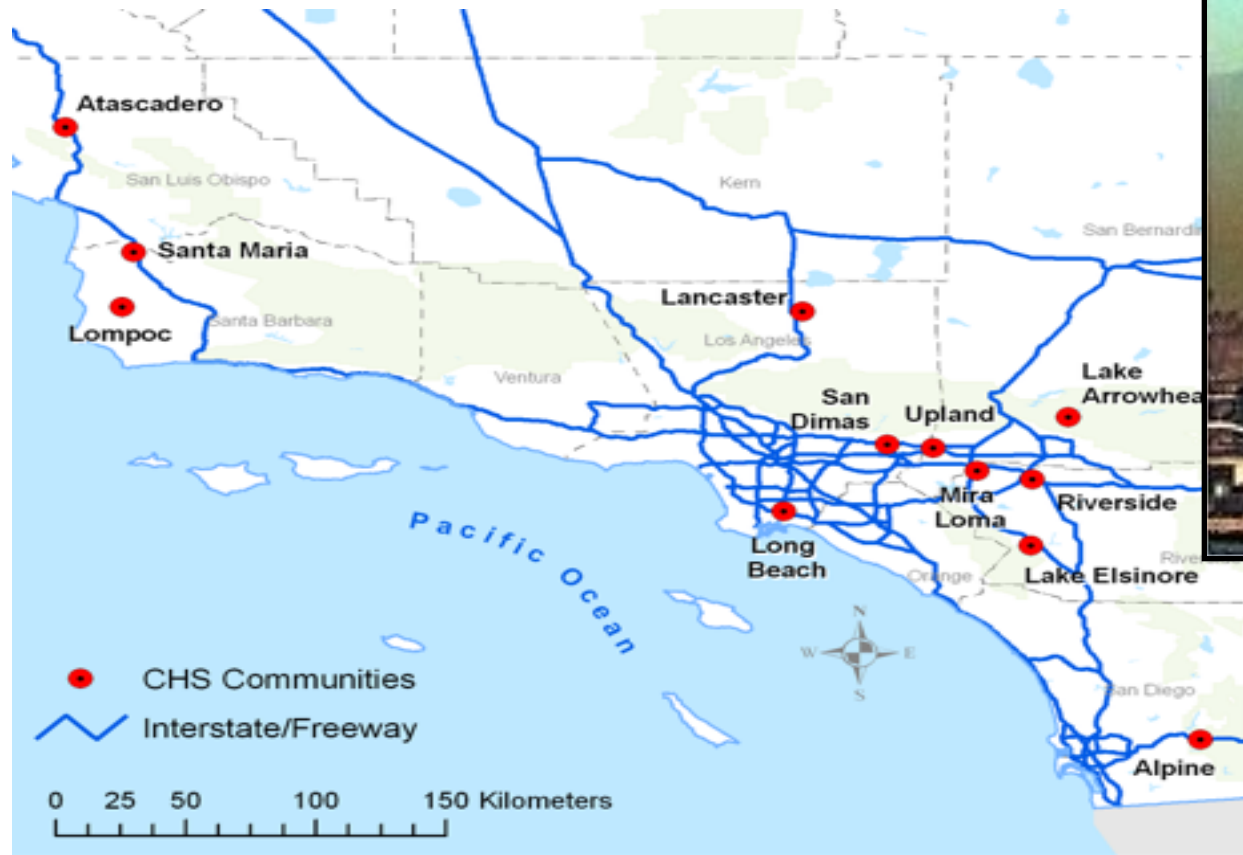 Atascadero
San Luis Obispo
Kern
San Bernardi
Santa Maria
Lancaster
Lompoc
Santa Barbara
Los Angeles
Ventura
Lake
Arrowhea
San
Dimas
Upland
Mira
Loma
Riverside
Long
Beach
Orange
River
Lake Elsinore
Pacific Ocean
N
W
E
S
San Diego
Alpine
CHS Communities
Interstate/Freeway
0 25 50 100 150 Kilometers